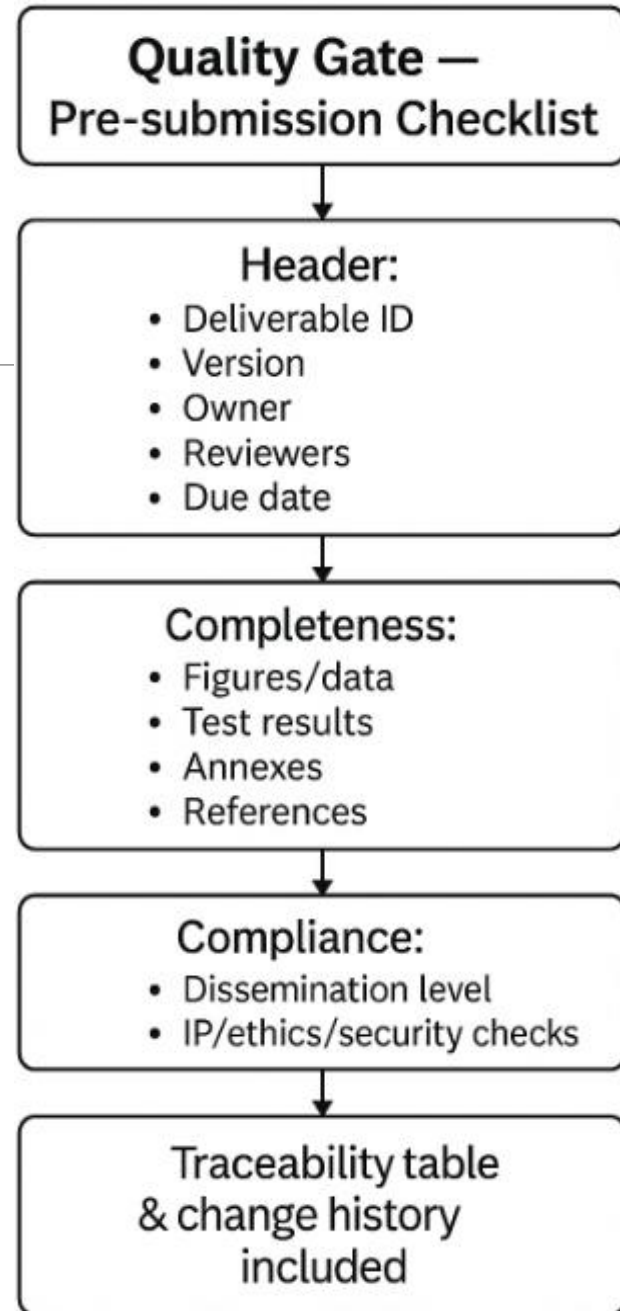 Quality Gate —
Pre-submission Checklist
Header:
• Deliverable ID
• Version
• Owner
• Reviewers
• Due date
Completeness:
• Figures/data
• Test results
• Annexes
• References
Compliance:
• Dissemination level
• IP/ethics/security checks
Traceability table
& change history
included